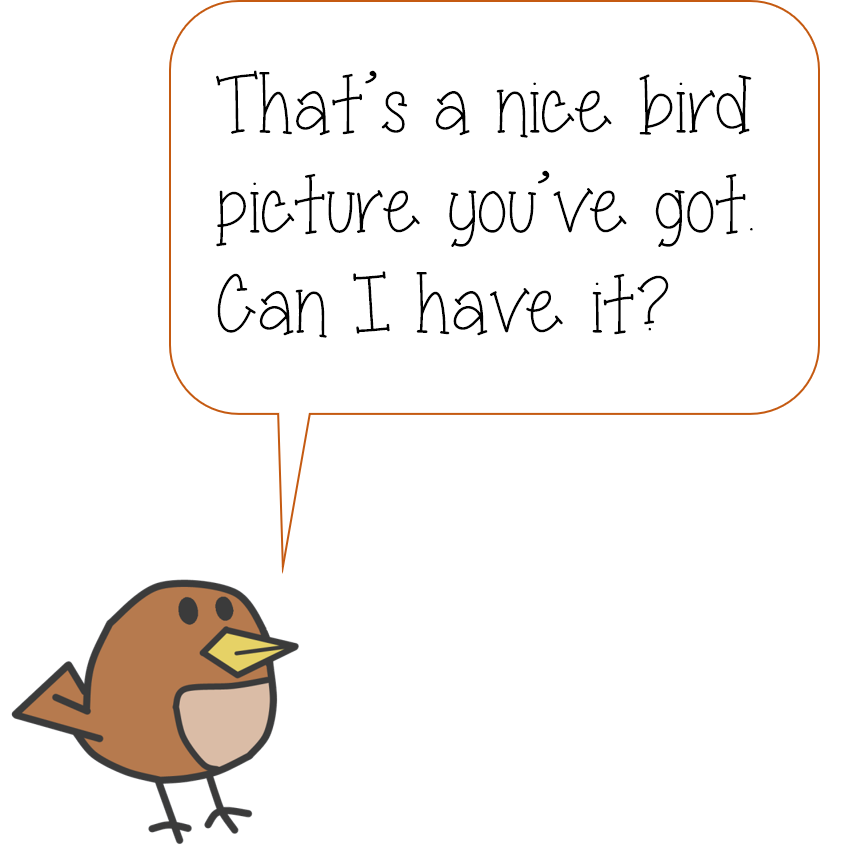 That's a nice bird
picture you've got.
Can I have it?